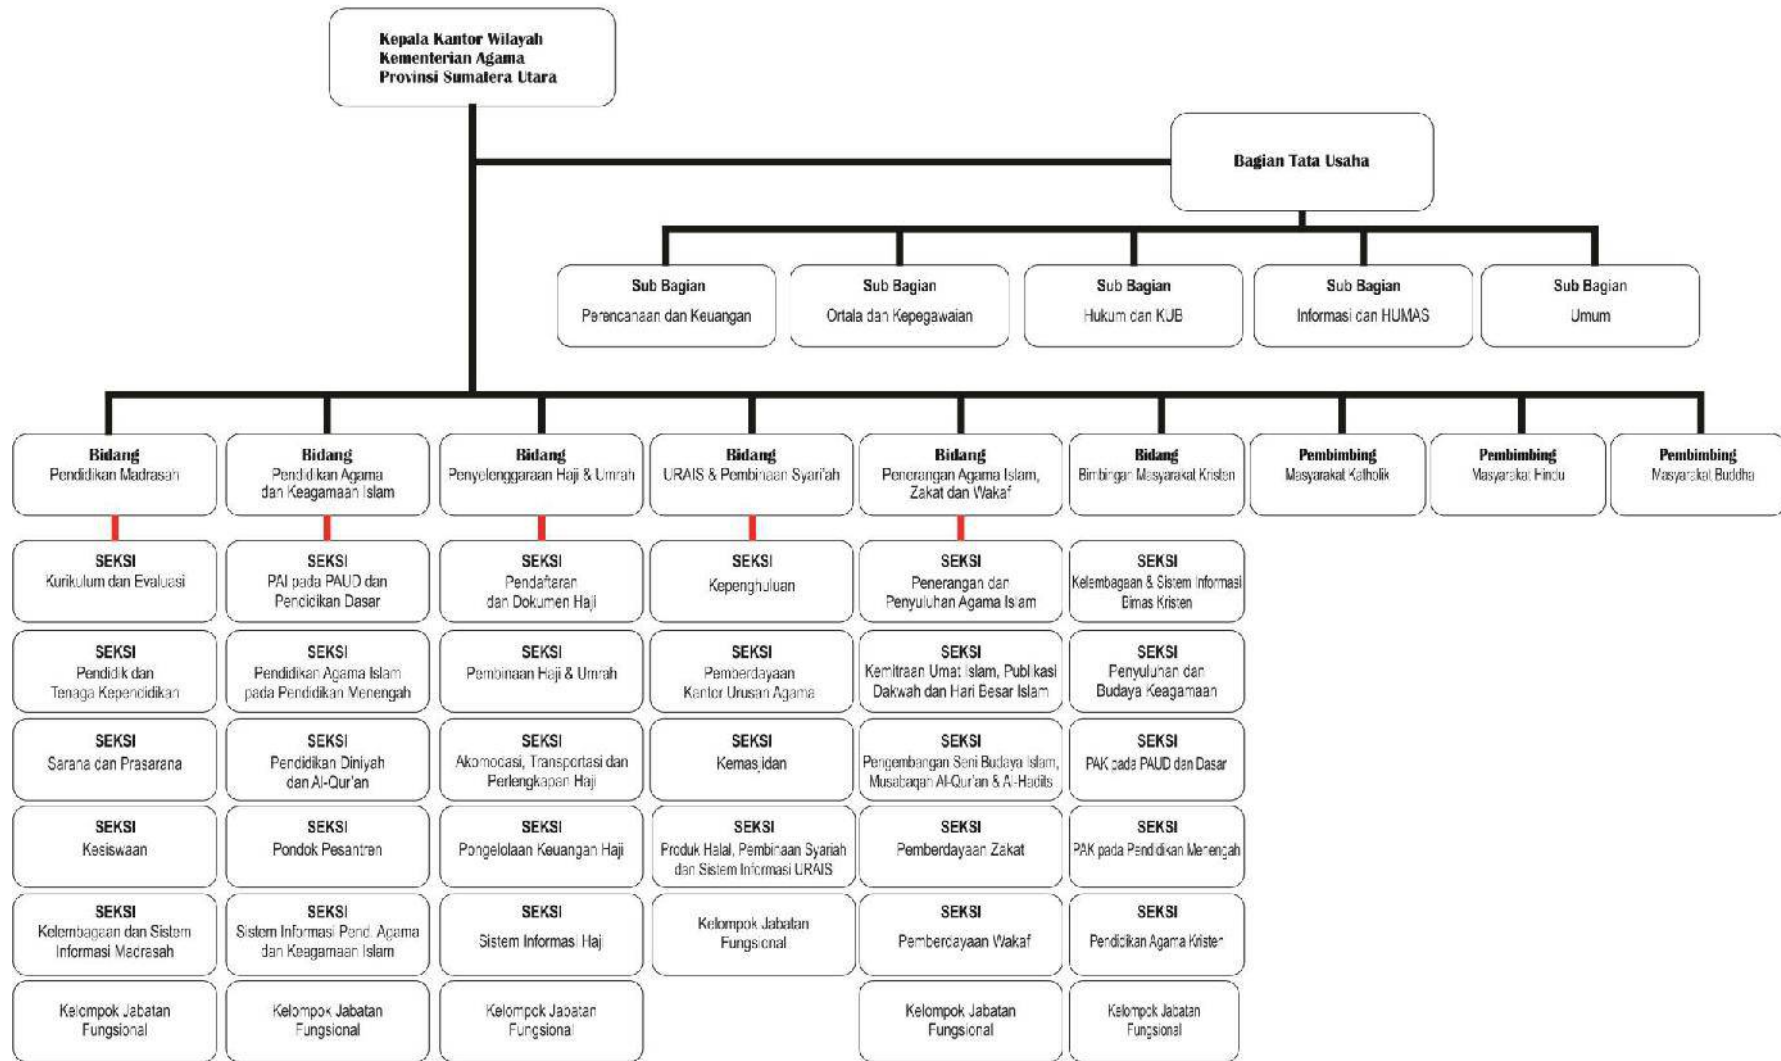 Kepala Kantor Wilayah
Kementerian Agama
Provinsi Sumatera Utara
Bagian Tata Usaha
Sub Bagian
Perencanaan dan Keuangan
Sub Bagian
Ortala dan Kepegawaian
Sub Bagian
Hukum dan KUB
Sub Bagian
Informasi dan HUMAS
Sub Bagian
Umum
Bidang
Pendidikan Madrasah
Bidang
Pendidikan Agama
dan Keagamaan Islam
Bidang
Penyelenggaraan Haji & Umrah
Bidang
URAIS & Pembinaan Syari'ah
Bidang
Penerangan Agama Islam,
Zakat dan Wakaf
Bidang
Bimbingan Masyarakat Kristen
Pembimbing
Masyarakat Katholik
Pembimbing
Masyarakat Hindu
Pembimbing
Masyarakat Buddha
SEKSI
Kurikulum dan Evaluasi
SEKSI
PAI pada PAUD dan
Pendidikan Dasar
SEKSI
Pendaftaran
dan Dokumen Haji
SEKSI
Kepenghuluan
SEKSI
Penerangan dan
Penyuluhan Agama Islam
SEKSI
Kelembagaan & Sistem Informasi
Bimas Kristen
SEKSI
Pendidik dan
Tenaga Kependidikan
SEKSI
Pendidikan Agama Islam
pada Pendidikan Menengah
SEKSI
Pembinaan Haji & Umrah
SEKSI
Pemberdayaan
Kantor Urusan Agama
SEKSI
Kemitraan Umat Islam, Publikasi
Dakwah dan Hari Besar Islam
SEKSI
Penyuluhan dan
Budaya Keagamaan
SEKSI
Sarana dan Prasarana
SEKSI
Pendidikan Diniyah
dan Al-Qur'an
SEKSI
Akomodasi, Transportasi dan
Perlengkapan Haji
SEKSI
Kemasjidan
SEKSI
Pengembangan Seni Budaya Islam,
Musabaqah Al-Qur'an & Al-Hadits
SEKSI
PAK pada PAUD dan Dasar
SEKSI
Kesiswaan
SEKSI
Pondok Pesantren
SEKSI
Pongelolaan Keuangan Haji
SEKSI
Produk Halal, Pembinaan Syariah
dan Sistem Informasi URAIS
SEKSI
Pemberdayaan Zakat
SEKSI
PAK pada Pendidikan Menengah
SEKSI
Kelembagaan dan Sistem
Informasi Madrasah
SEKSI
Sistem Informasi Pend. Agama
dan Keagamaan Islam
SEKSI
Sistem Informasi Haji
Kelompok Jabatan
Fungsional
SEKSI
Pemberdayaan Wakaf
SEKSI
Pendidikan Agama Kristen
Kelompok Jabatan
Fungsional
Kelompok Jabatan
Fungsional
Kelompok Jabatan
Fungsional
Kelompok Jabatan
Fungsional
Kelompok Jabatan
Fungsional